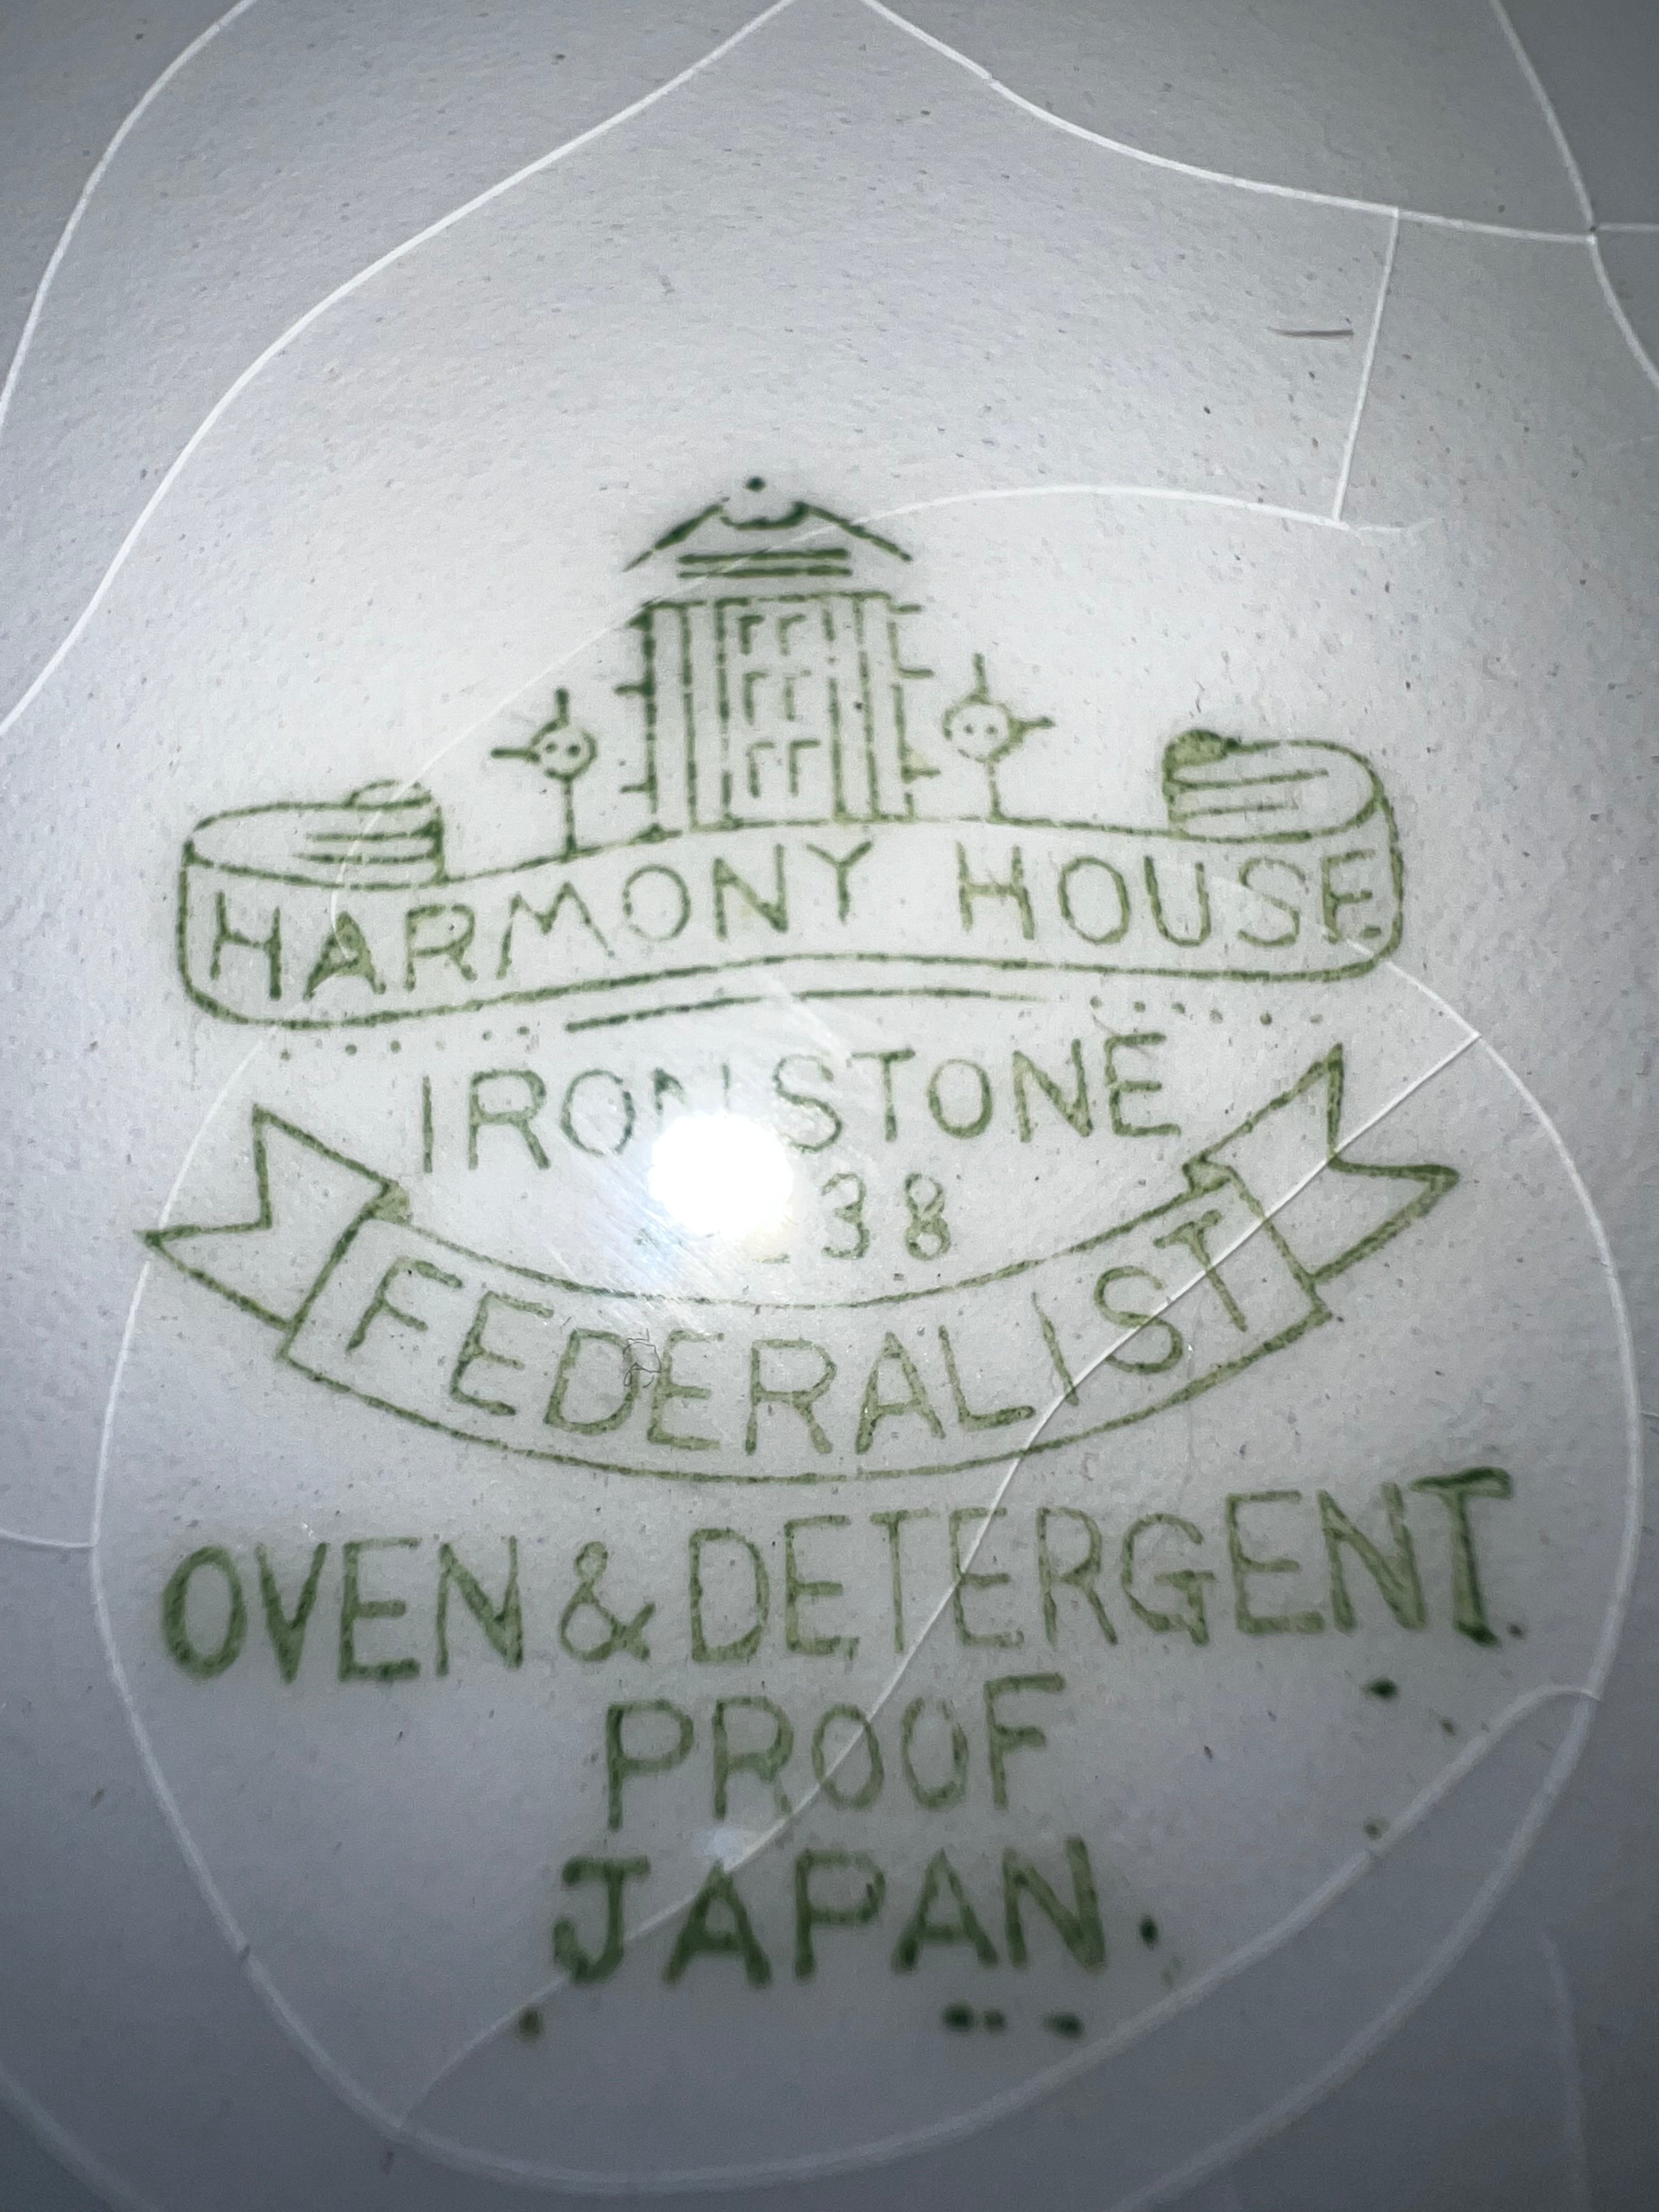 HARMONY HOUSE
IRONSTONE
FEDERALIST
OVEN & DETERGENT.
PROOF
JAPAN.